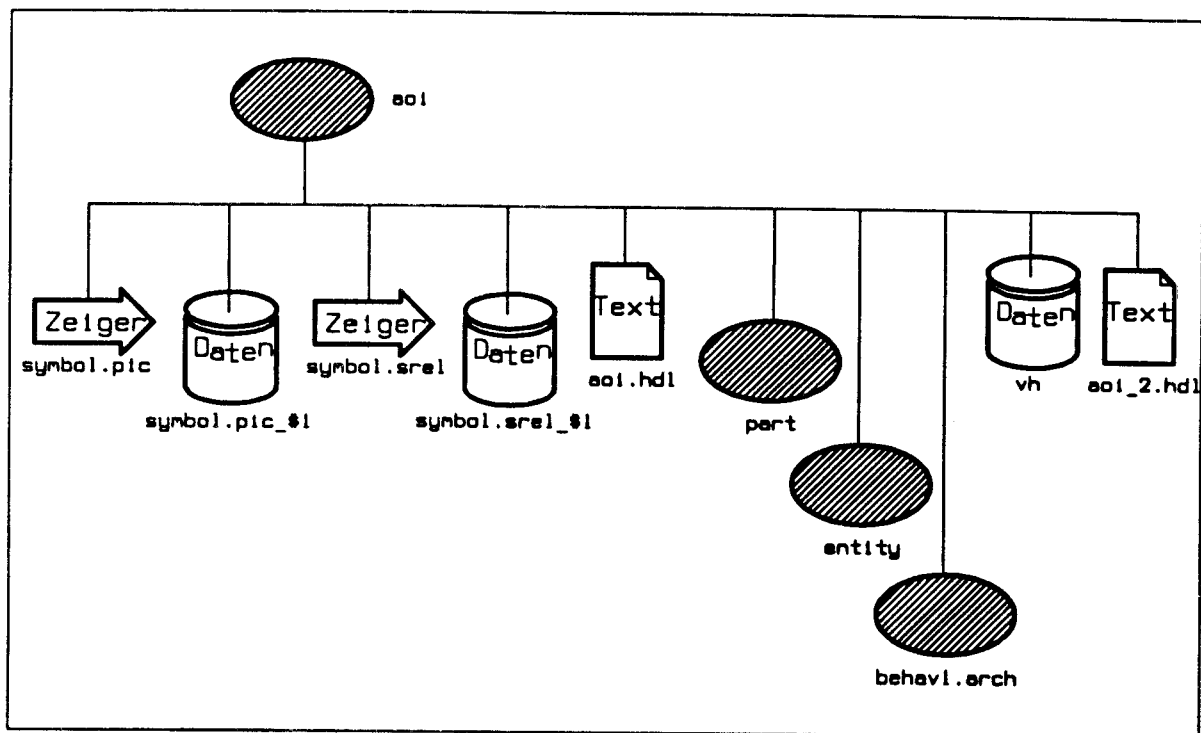 aoi
Zeiger
symbol.pic
Daten
symbol.pic_$1
Zeiger
symbol.srel
Daten
symbol.srel_$1
Text
aoi.hdl
part
entity
behavi.arch
Daten
vh
Text
aoi_2.hdl